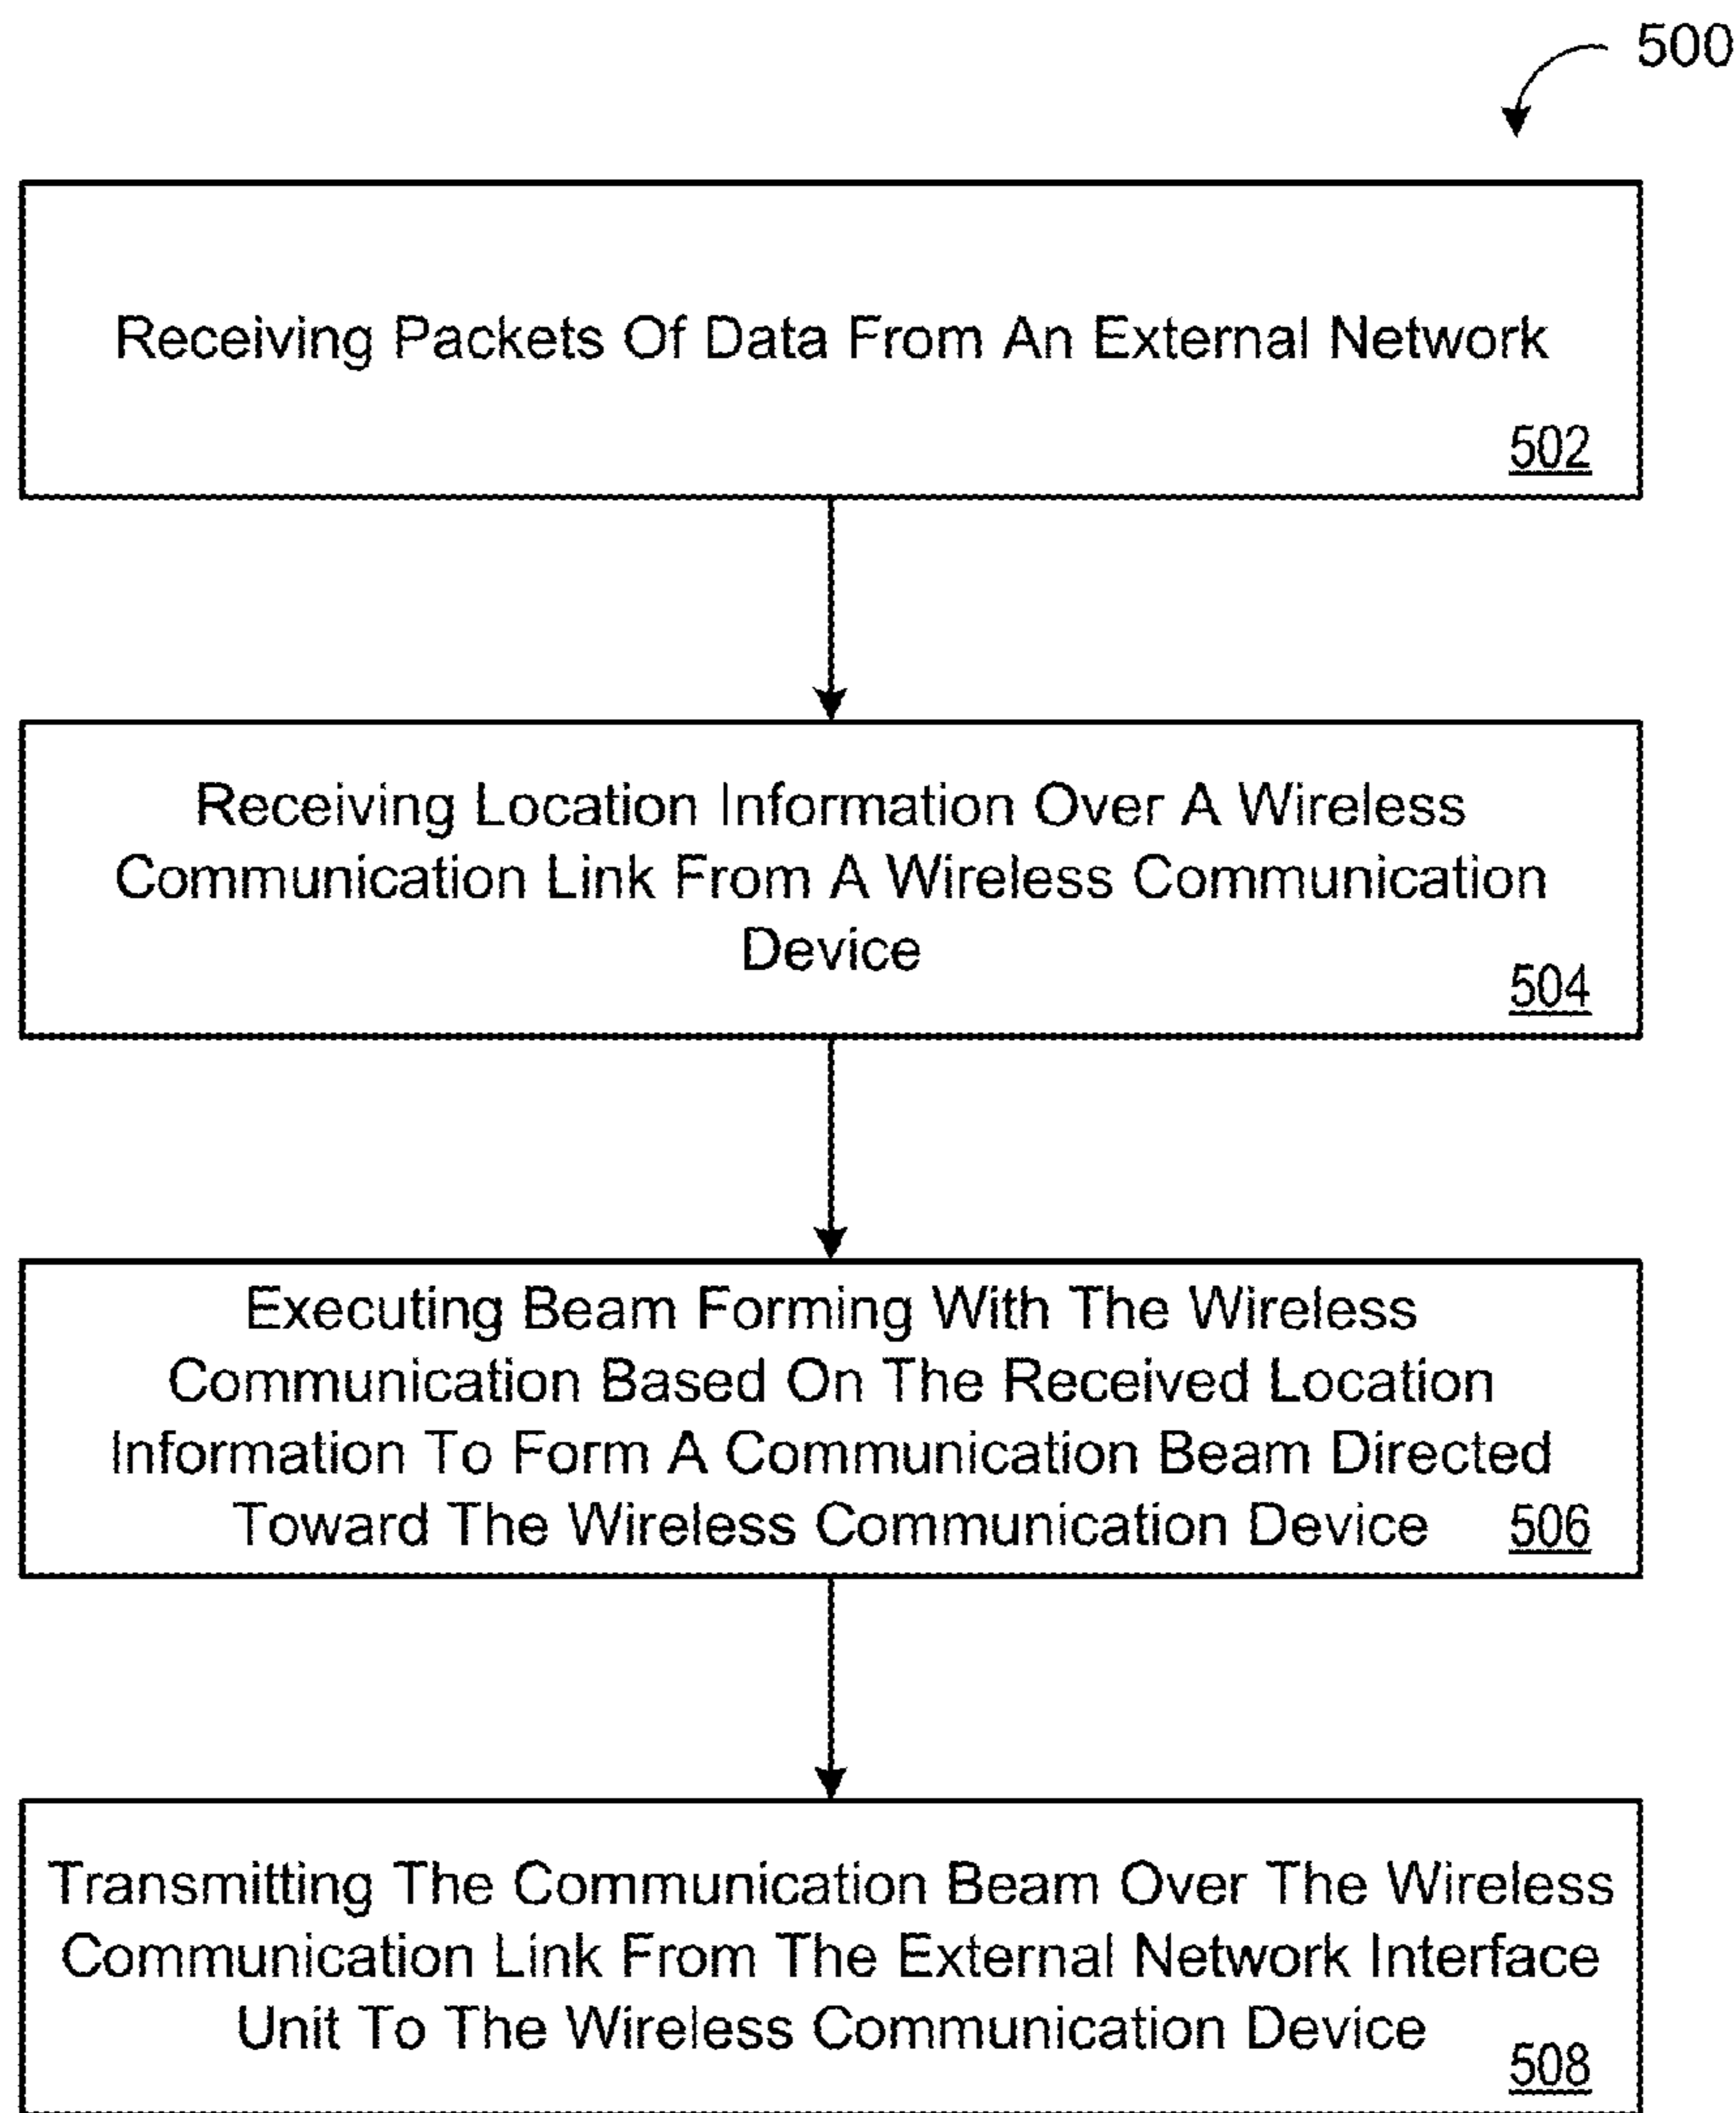 500
Receiving Packets Of Data From An External Network
502
Receiving Location Information Over A Wireless
Communication Link From A Wireless Communication
Device
504
Executing Beam Forming With The Wireless
Communication Based On The Received Location
Information To Form A Communication Beam Directed
Toward The Wireless Communication Device
506
Transmitting The Communication Beam Over The Wireless
Communication Link From The External Network Interface
Unit To The Wireless Communication Device
508